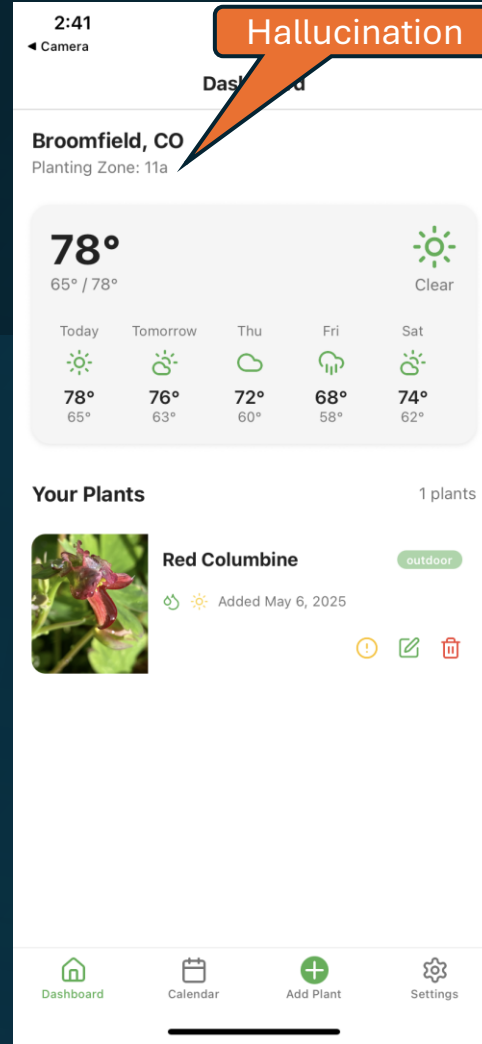 2:41
Hallucination
◀ Camera
Broomfield, CO
Planting Zone: 11a
78°
65° / 78°
Clear
Today Tomorrow Thu Fri Sat
78° 76° 72° 68° 74°
65° 63° 60° 58° 62°
Your Plants 1 plants
Red Columbine outdoor
Added May 6, 2025
Dashboard Calendar Add Plant Settings